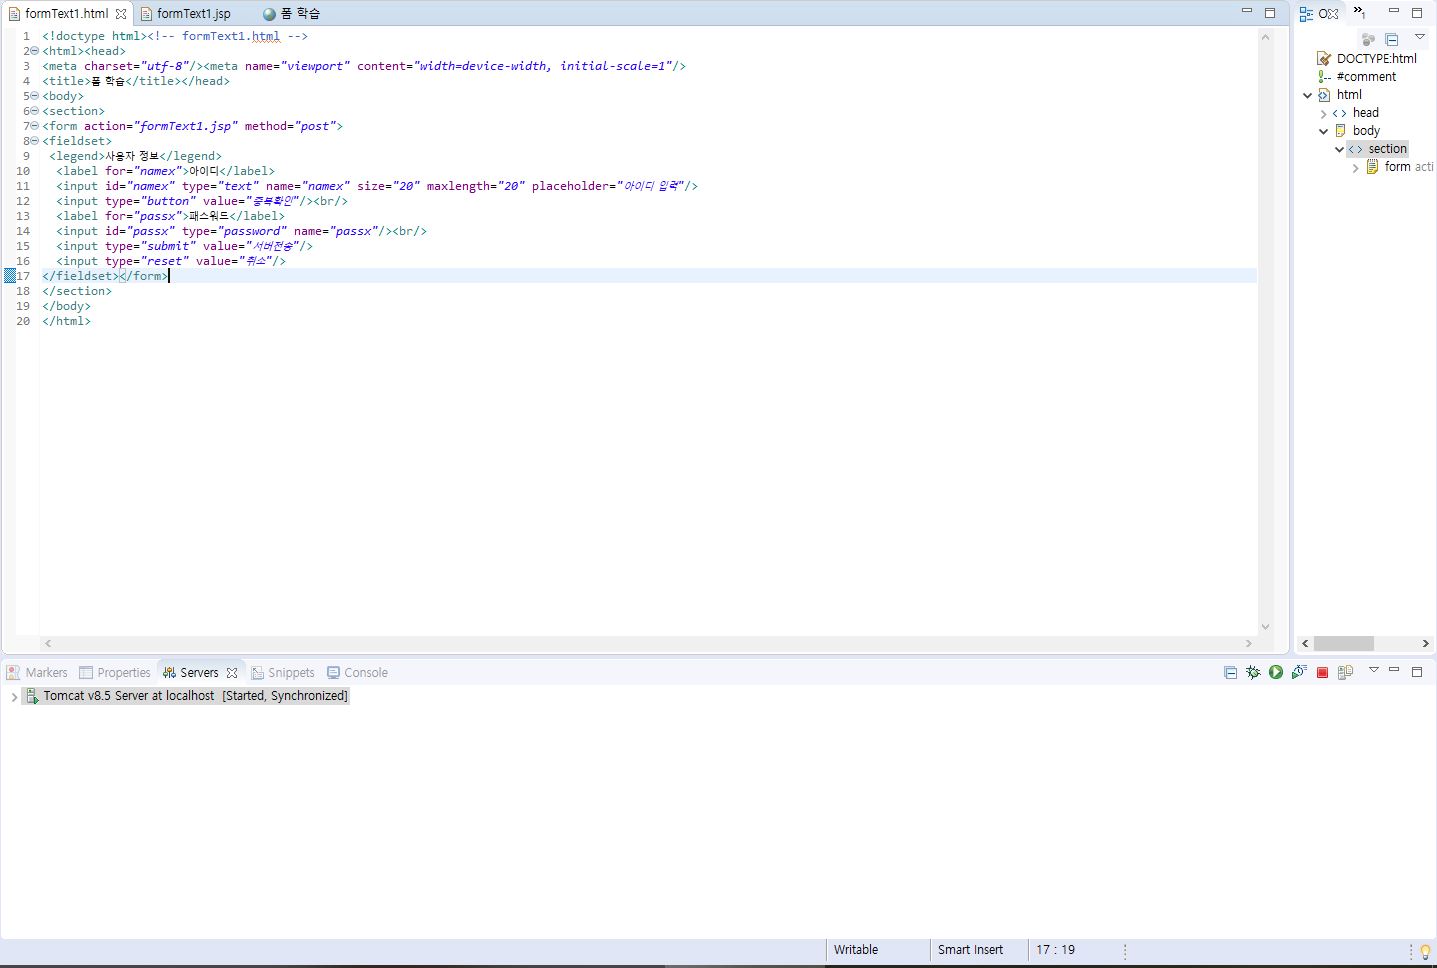 formText1.html formText1.jsp 폼 학습
1 <!doctype html><!-- formText1.html -->
2 <html><head>
3 <meta charset="utf-8"/><meta name="viewport" content="width=device-width, initial-scale=1"/>
4 <title>폼 학습</title></head>
5 <body>
6 <section>
7 <form action="formText1.jsp" method="post">
8 <fieldset>
9  <legend>사용자 정보</legend>
10   <label for="namex">아이디</label>
11   <input id="namex" type="text" name="namex" size="20" maxlength="20" placeholder="아이디 입력"/>
12   <input type="button" value="중복확인"/><br/>
13   <label for="passx">패스워드</label>
14   <input id="passx" type="password" name="passx"/><br/>
15   <input type="submit" value="서버전송"/>
16   <input type="reset" value="취소"/>
17 </fieldset></form>
18 </section>
19 </body>
20 </html>
O
1
DOCTYPE:html
#comment
html
head
body
section
form acti
Markers Properties Servers Snippets Console
Tomcat v8.5 Server at localhost [Started, Synchronized]
Writable Smart Insert 17 : 19